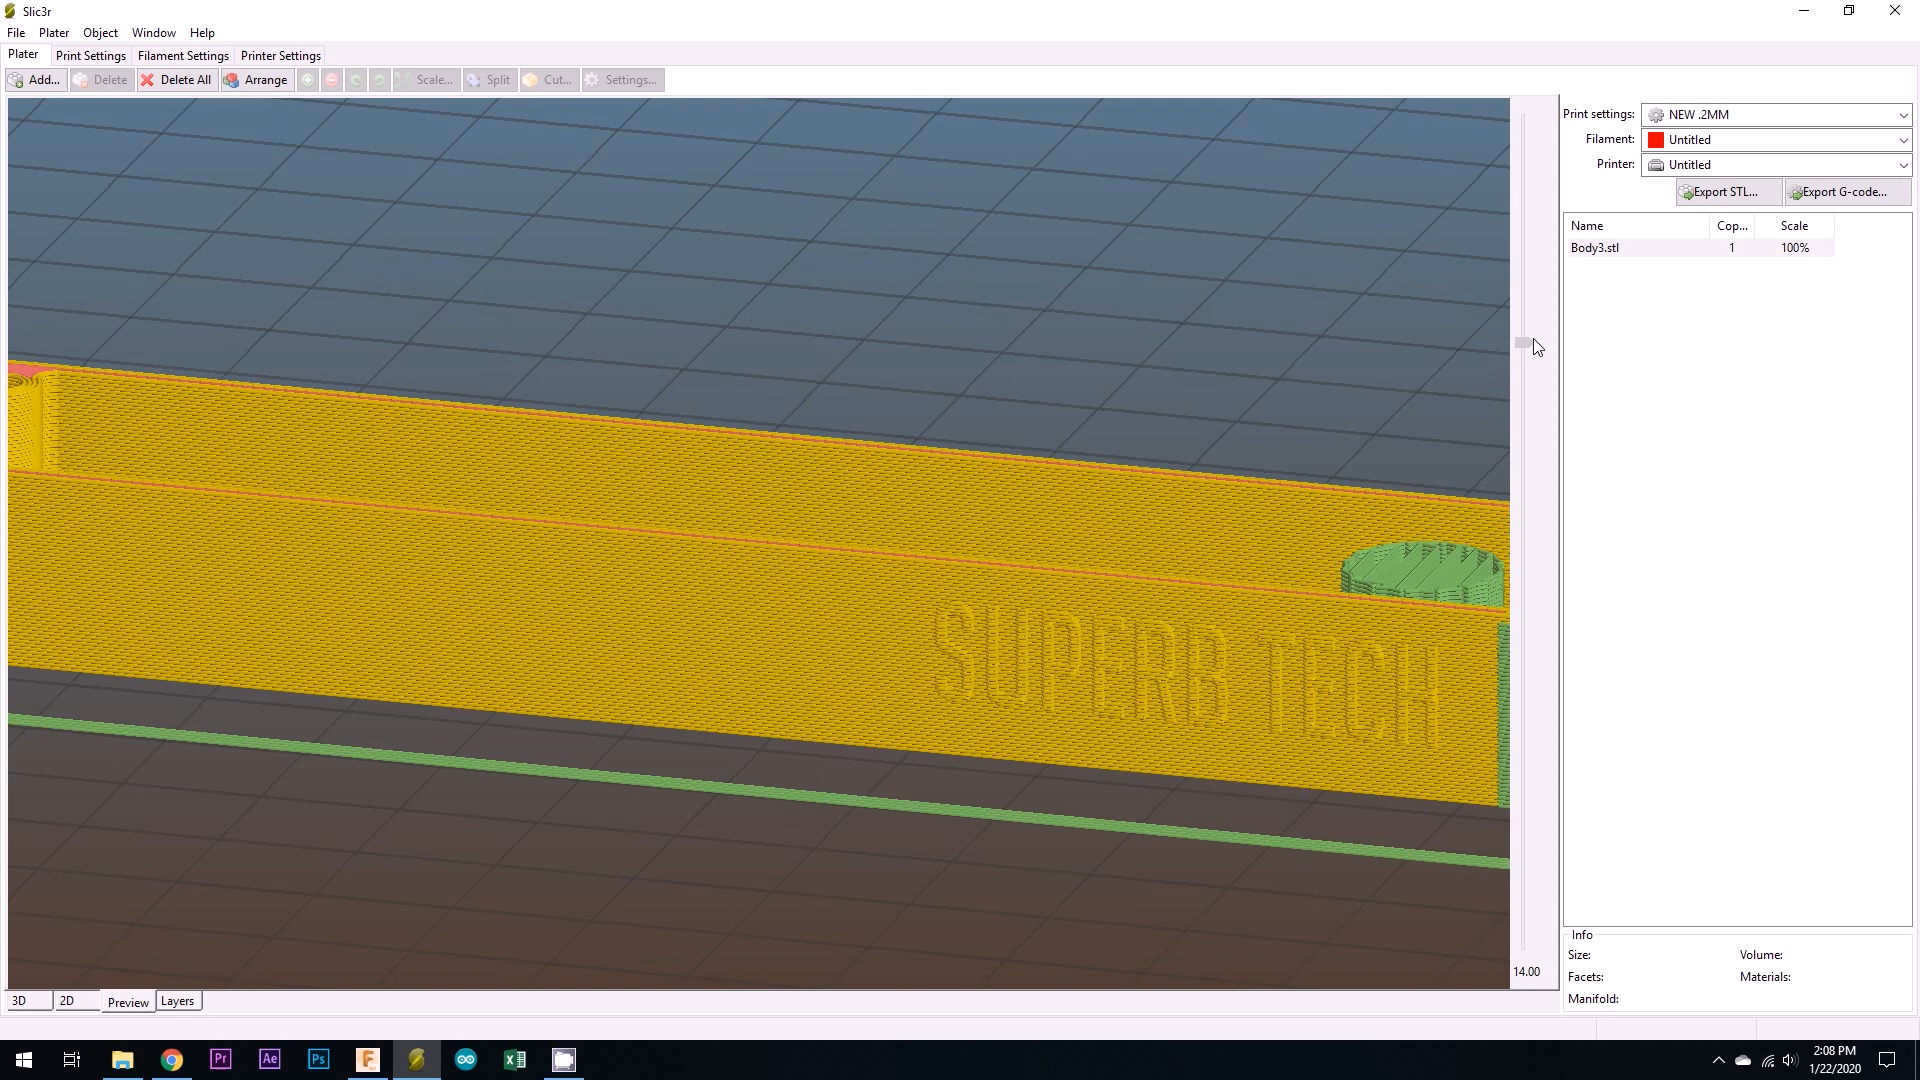 Slic3r
File Plater Object Window Help
Plater Print Settings Filament Settings Printer Settings
Add... Delete Delete All Arrange Scale... Split Cut... Settings...
Print settings: NEW .2MM
Filament: Untitled
Printer: Untitled
Export STL... Export G-code...
Name Cop... Scale
Body3.stl 1 100%
SUPERB TECH
Info
Size: Volume:
Facets: Materials:
Manifold:
14.00
3D 2D Preview Layers
Pr Ae Ps F
2:08 PM
1/22/2020